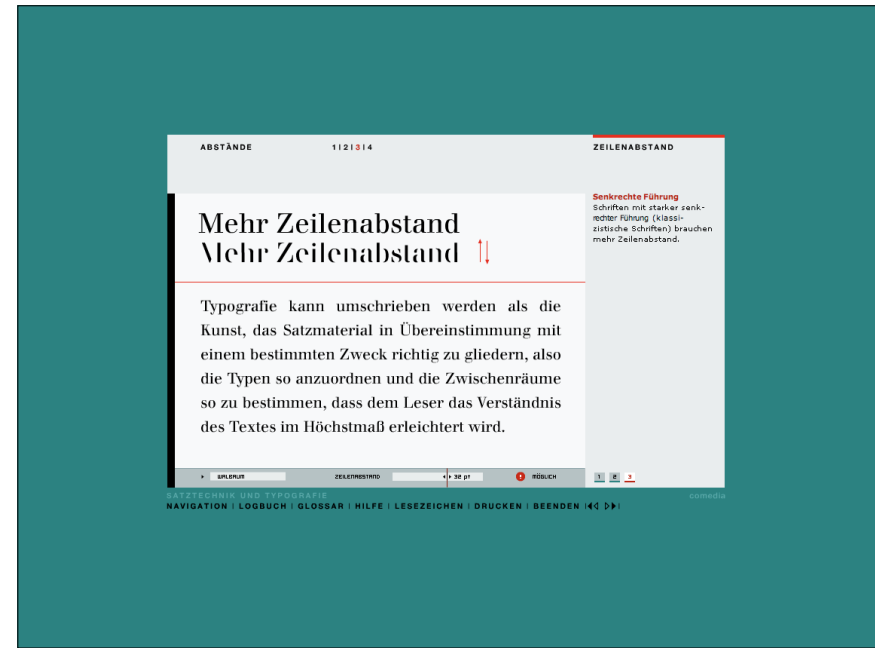 ABSTÄNDE
1 | 2 | 3 | 4
ZEILENABSTAND
Mehr Zeilenabstand
Mehr Zeilenabstand
Typografie kann umschrieben werden als die
Kunst, das Satzmaterial in Übereinstimmung mit
einem bestimmten Zweck richtig zu gliedern, also
die Typen so anzuordnen und die Zwischenräume
so zu bestimmen, dass dem Leser das Verständnis
des Textes im Höchstmaß erleichtert wird.
Senkrechte Führung
Schriften mit starker senk-
rechter Führung (klassi-
zistische Schriften) brauchen
mehr Zeilenabstand.
WALBAUM
ZEILENABSTAND
32 pt
! MÖGLICH
1 2 3
SATZTECHNIK UND TYPOGRAFIE
comedia
NAVIGATION | LOGBUCH | GLOSSAR | HILFE | LESEZEICHEN | DRUCKEN | BEENDEN |